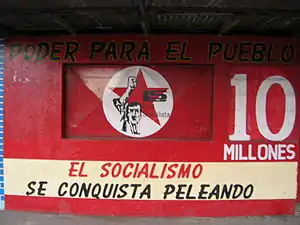 PODER PARA EL PUEBLO
10
MILLONES
EL SOCIALISMO
SE CONQUISTA PELEANDO